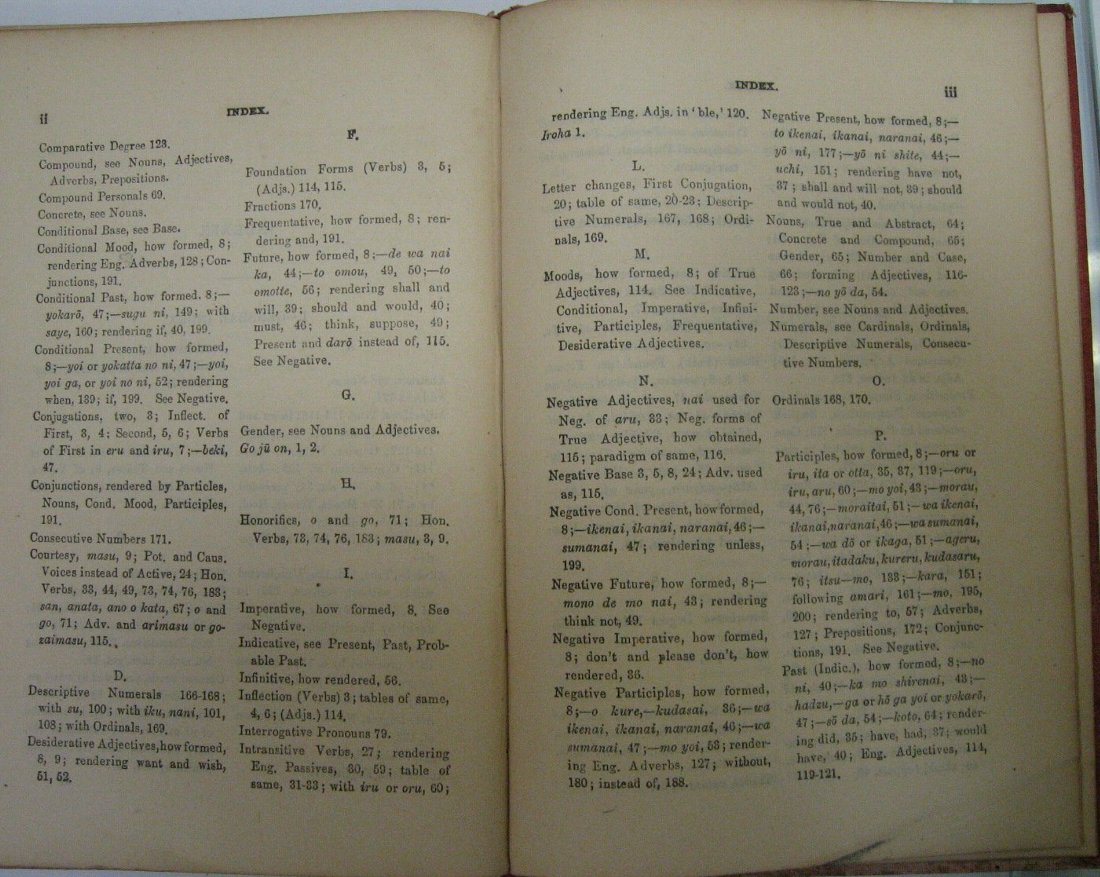 ii
INDEX.
Comparative Degree 123.
Compound, see Nouns, Adjectives,
Adverbs, Prepositions.
Compound Personals 69.
Concrete, see Nouns.
Conditional Base, see Base.
Conditional Mood, how formed, 8;
rendering Eng. Adverbs, 128; Con-
junctions, 191.
Conditional Past, how formed. 8;—
yokarō, 47;—sugu ni, 149; with
saye, 160; rendering if, 40, 199.
Conditional Present, how formed,
8;—yoi or yokatta no ni, 47;—yoi,
yoi ga, or yoi no ni, 52; rendering
when, 139; if, 199. See Negative.
Conjugations, two, 3; Inflect. of
First, 3, 4; Second, 5, 6; Verbs
of First in eru and iru, 7;—beki,
47.
Conjunctions, rendered by Particles,
Nouns, Cond. Mood, Participles,
191.
Consecutive Numbers 171.
Courtesy, masu, 9; Pot. and Caus.
Voices instead of Active, 24; Hon.
Verbs, 33, 44, 49, 73, 74, 76, 183;
san, anata, ano o kata, 67; o and
go, 71; Adv. and arimasu or go-
zaimasu, 115.
D.
Descriptive Numerals 166-168;
with su, 100; with iku, nani, 101,
108; with Ordinals, 169.
Desiderative Adjectives, how formed,
8, 9; rendering want and wish,
51, 52.
F.
Foundation Forms (Verbs) 3, 5;
(Adjs.) 114, 115.
Fractions 170.
Frequentative, how formed, 8; ren-
dering and, 191.
Future, how formed, 8;—de wa nai
ka, 44;—to omou, 49, 50;—to
omotte, 56; rendering shall and
will, 39; should and would, 40;
must, 46; think, suppose, 49;
Present and darō instead of, 115.
See Negative.
G.
Gender, see Nouns and Adjectives.
Go jū on, 1, 2.
H.
Honorifics, o and go, 71; Hon.
Verbs, 73, 74, 76, 183; masu, 3, 9.
I.
Imperative, how formed, 8. See
Negative.
Indicative, see Present, Past, Prob-
able Past.
Infinitive, how rendered, 56.
Inflection (Verbs) 3; tables of same,
4, 6; (Adjs.) 114.
Interrogative Pronouns 79.
Intransitive Verbs, 27; rendering
Eng. Passives, 30, 59; table of
same, 31-33; with iru or oru, 60;
INDEX.
iii
rendering Eng. Adjs. in 'ble,' 120.
Iroha 1.
L.
Letter changes, First Conjugation,
20; table of same, 20-23; Descrip-
tive Numerals, 167, 168; Ordi-
nals, 169.
M.
Moods, how formed, 8; of True
Adjectives, 114. See Indicative,
Conditional, Imperative, Infini-
tive, Participles, Frequentative,
Desiderative Adjectives.
N.
Negative Adjectives, nai used for
Neg. of aru, 33; Neg. forms of
True Adjective, how obtained,
115; paradigm of same, 116.
Negative Base 3, 5, 8, 24; Adv. used
as, 115.
Negative Cond. Present, how formed,
8;—ikenai, ikanai, naranai, 46;—
sumanai, 47; rendering unless,
199.
Negative Future, how formed, 8;—
mono de mo nai, 43; rendering
think not, 49.
Negative Imperative, how formed,
8; don't and please don't, how
rendered, 36.
Negative Participles, how formed,
8;—o kure,—kudasai, 36;—wa
ikenai, ikanai, naranai, 46;—wa
sumanai, 47;—mo yoi, 53; render-
ing Eng. Adverbs, 127; without,
180; instead of, 188.
Negative Present, how formed, 8;—
to ikenai, ikanai, naranai, 46;—
yō ni, 177;—yō ni shite, 44;—
uchi, 151; rendering have not,
37; shall and will not, 39; should
and would not, 40.
Nouns, True and Abstract, 64;
Concrete and Compound, 65;
Gender, 65; Number and Case,
66; forming Adjectives, 116-
123;—no yō da, 54.
Number, see Nouns and Adjectives.
Numerals, see Cardinals, Ordinals,
Descriptive Numerals, Consecu-
tive Numbers.
O.
Ordinals 168, 170.
P.
Participles, how formed, 8;—oru or
iru, ita or otta, 35, 37, 119;—oru,
iru, aru, 60;—mo yoi, 43;—morau,
44, 76;—moraitai, 51;—wa ikenai,
ikanai, naranai, 46;—wa sumanai,
54;—wa dō or ikaga, 51;—ageru,
morau, itadaku, kureru, kudasaru,
76; itsu—mo, 138;—kara, 151;
following amari, 161;—mo, 195,
200; rendering to, 57; Adverbs,
127; Prepositions, 172; Conjunc-
tions, 191. See Negative.
Past (Indic.), how formed, 8;—no
ni, 40;—ka mo shirenai, 43;—
hadzu,—ga or hō ga yoi or yokarō,
47;—sō da, 54;—koto, 64; render-
ing did, 35; have, had, 37; would
have, 40; Eng. Adjectives, 114,
119-121.